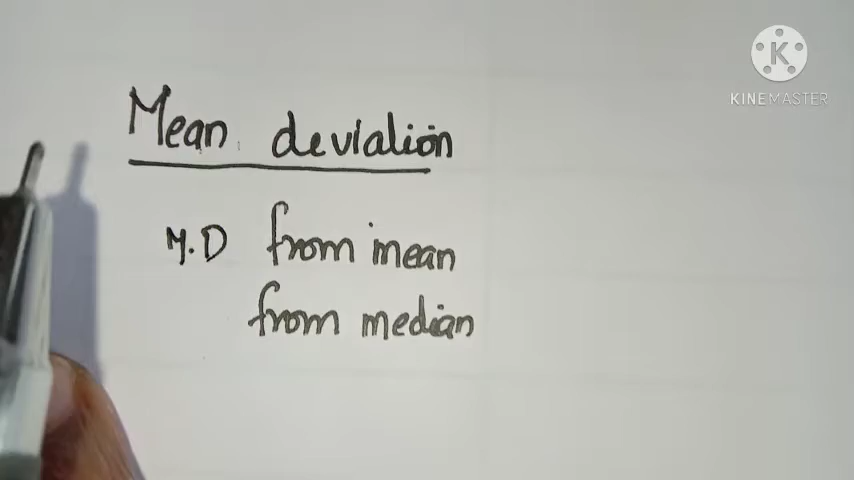 K
KINEMASTER
Mean deviation
M.D from mean
from median